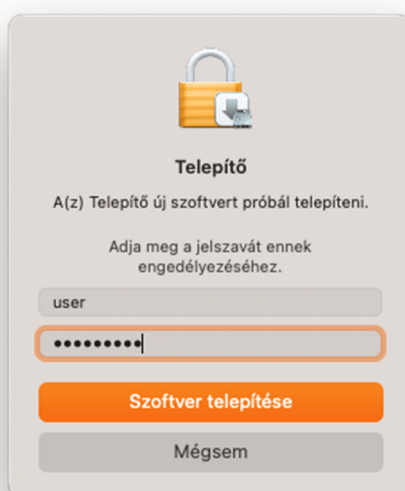 Telepítő
A(z) Telepítő új szoftvert próbál telepíteni.
Adja meg a jelszavát ennek
engedélyezéséhez.
user
•••••••••
Szoftver telepítése
Mégsem